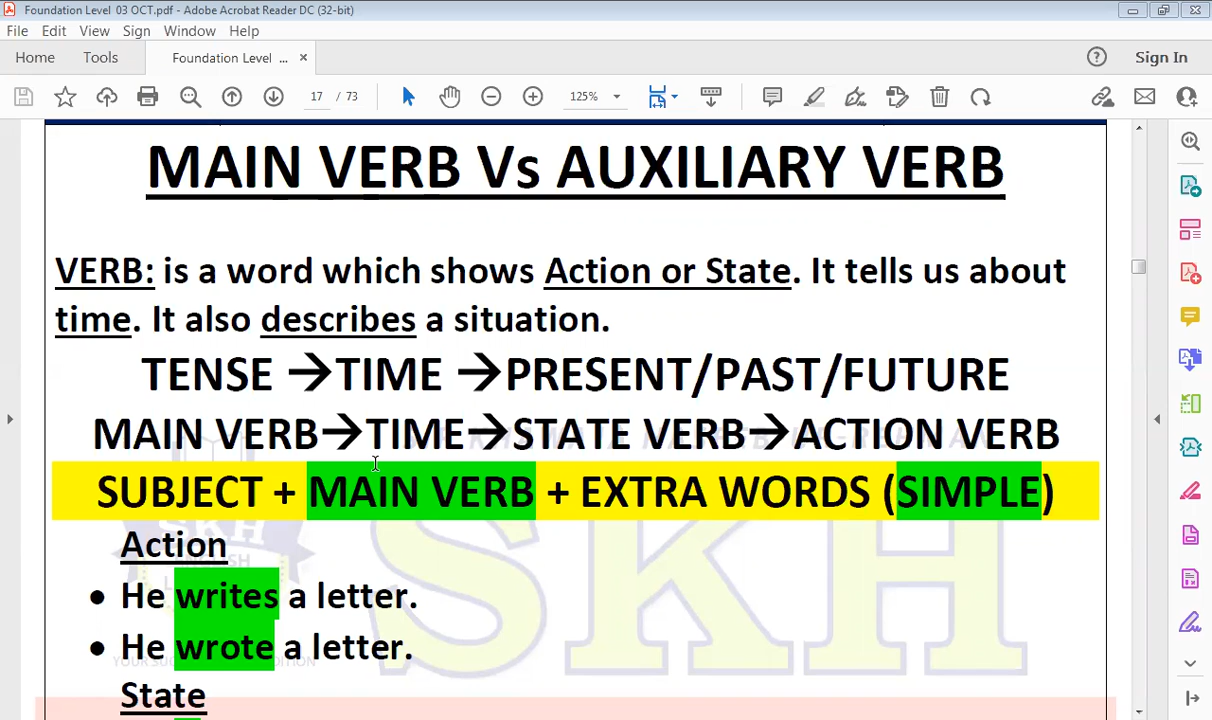 Foundation Level 03 OCT.pdf - Adobe Acrobat Reader DC (32-bit)
File Edit View Sign Window Help
Home Tools Foundation Level ... × Sign In
17 / 73 125%
MAIN VERB Vs AUXILIARY VERB
VERB: is a word which shows Action or State. It tells us about
time. It also describes a situation.
TENSE →TIME →PRESENT/PAST/FUTURE
MAIN VERB→TIME→STATE VERB→ACTION VERB
SUBJECT + MAIN VERB + EXTRA WORDS (SIMPLE)
Action
• He writes a letter.
• He wrote a letter.
State
SKH